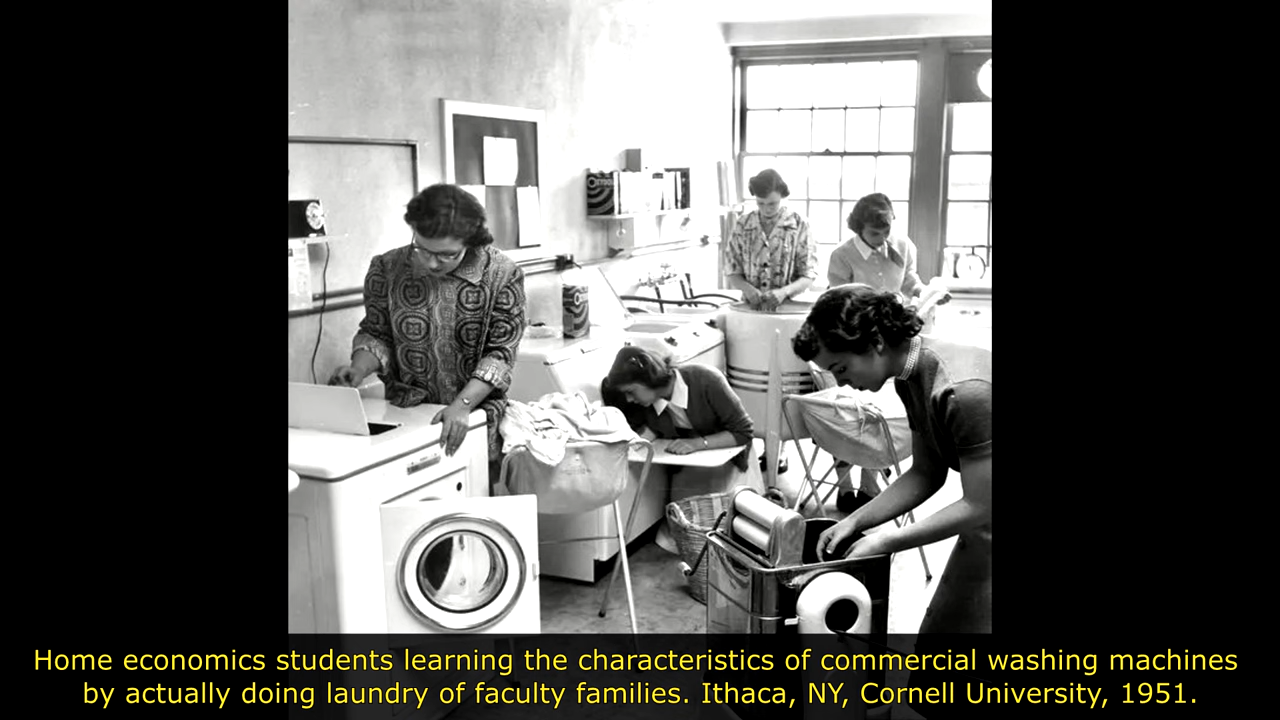 Home economics students learning the characteristics of commercial washing machines
by actually doing laundry of faculty families. Ithaca, NY, Cornell University, 1951.